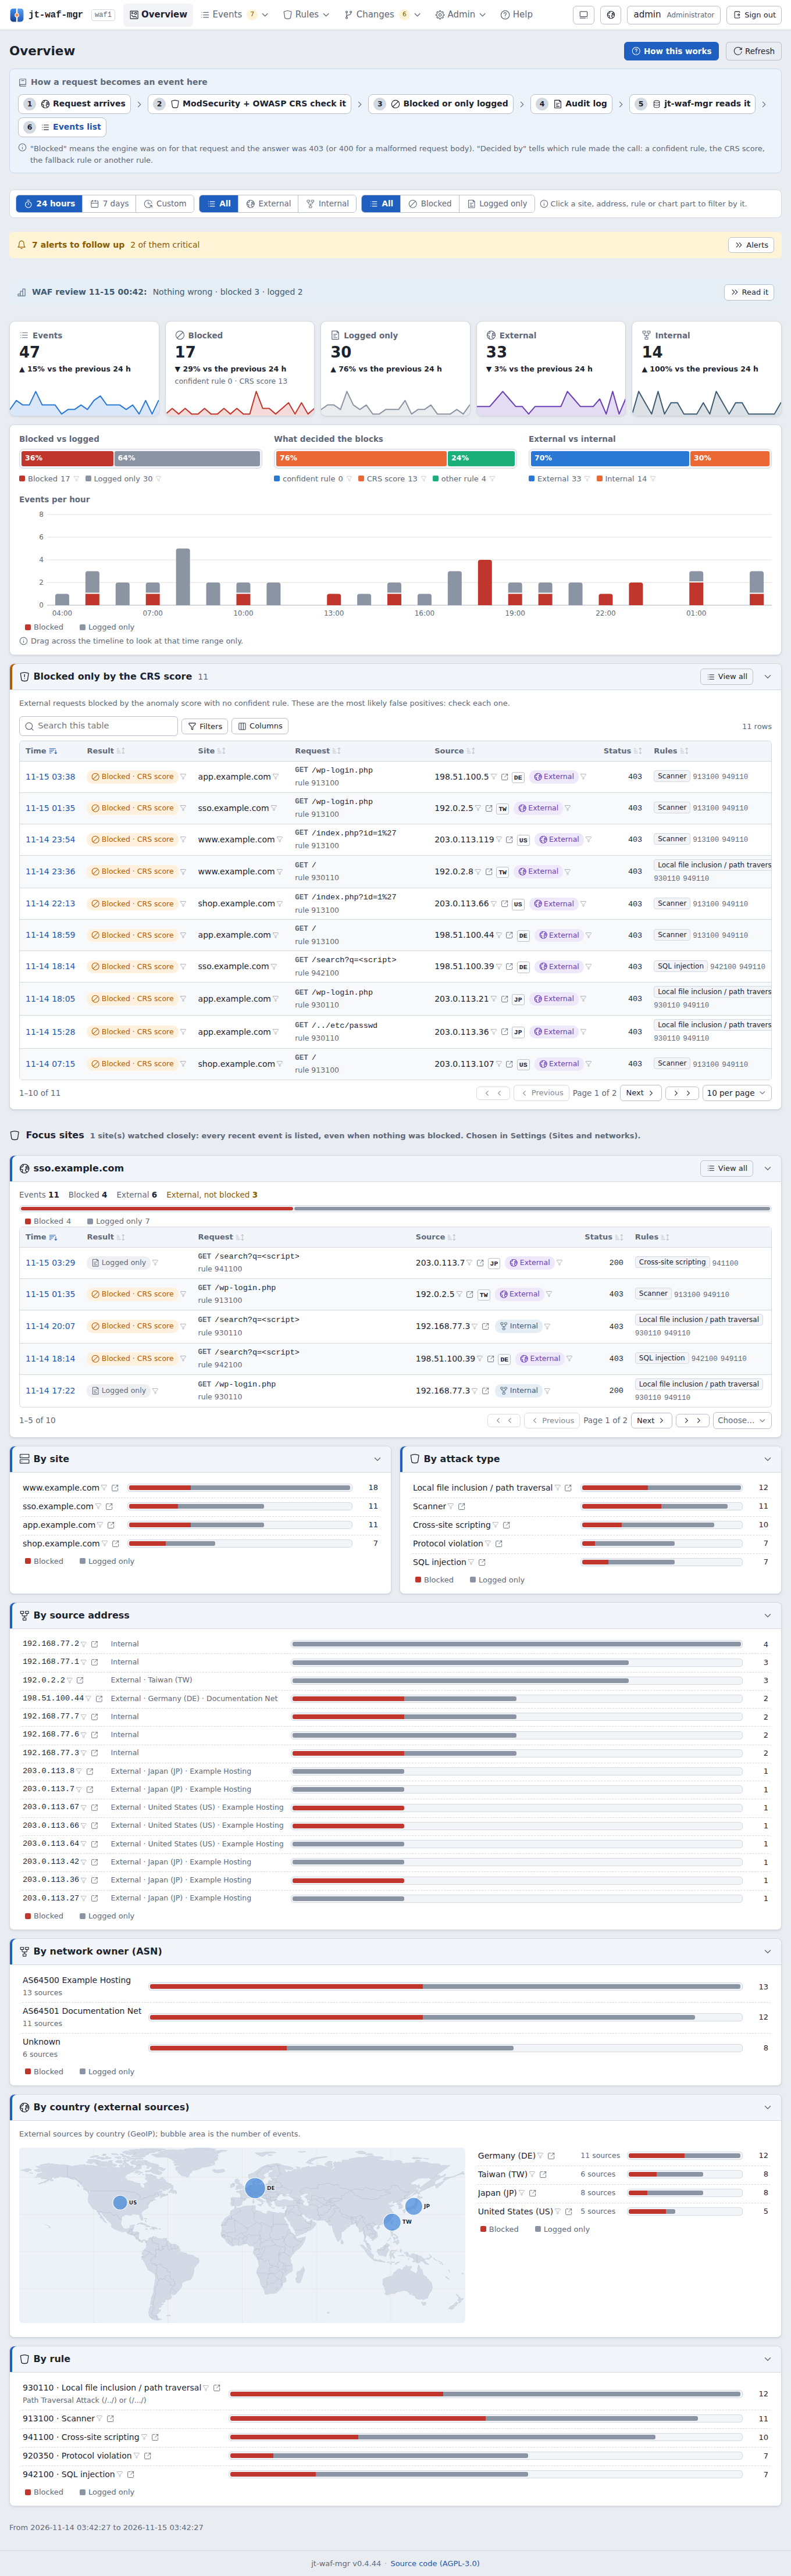 jt-waf-mgr waf1 Overview Events 7 Rules Changes 6 Admin Help admin Administrator Sign out
Overview How this works Refresh
How a request becomes an event here
1 Request arrives 2 ModSecurity + OWASP CRS check it 3 Blocked or only logged 4 Audit log 5 jt-waf-mgr reads it
6 Events list
"Blocked" means the engine was on for that request and the answer was 403 (or 400 for a malformed request body). "Decided by" tells which rule made the call: a confident rule, the CRS score,
the fallback rule or another rule.
24 hours 7 days Custom All External Internal All Blocked Logged only Click a site, address, rule or chart part to filter by it.
7 alerts to follow up 2 of them critical Alerts
WAF review 11-15 00:42: Nothing wrong · blocked 3 · logged 2 Read it
Events Blocked Logged only External Internal
47 17 30 33 14
▲ 15% vs the previous 24 h ▼ 29% vs the previous 24 h ▲ 76% vs the previous 24 h ▼ 3% vs the previous 24 h ▲ 100% vs the previous 24 h
confident rule 0 · CRS score 13
Blocked vs logged What decided the blocks External vs internal
36% 64% 76% 24% 70% 30%
Blocked 17 Logged only 30 confident rule 0 CRS score 13 other rule 4 External 33 Internal 14
Events per hour
8
6
4
2
0
04:00 07:00 10:00 13:00 16:00 19:00 22:00 01:00
Blocked Logged only
Drag across the timeline to look at that time range only.
Blocked only by the CRS score 11 View all
External requests blocked by the anomaly score with no confident rule. These are the most likely false positives: check each one.
Search this table Filters Columns 11 rows
Time Result Site Request Source Status Rules
11-15 03:38 Blocked · CRS score app.example.com GET /wp-login.php rule 913100 198.51.100.5 DE External 403 Scanner 913100 949110
11-15 01:35 Blocked · CRS score sso.example.com GET /wp-login.php rule 913100 192.0.2.5 TW External 403 Scanner 913100 949110
11-14 23:54 Blocked · CRS score www.example.com GET /index.php?id=1%27 rule 913100 203.0.113.119 US External 403 Scanner 913100 949110
11-14 23:36 Blocked · CRS score www.example.com GET / rule 930110 192.0.2.8 TW External 403 Local file inclusion / path travers 930110 949110
11-14 22:13 Blocked · CRS score shop.example.com GET /index.php?id=1%27 rule 913100 203.0.113.66 US External 403 Scanner 913100 949110
11-14 18:59 Blocked · CRS score app.example.com GET / rule 913100 198.51.100.44 DE External 403 Scanner 913100 949110
11-14 18:14 Blocked · CRS score sso.example.com GET /search?q=<script> rule 942100 198.51.100.39 DE External 403 SQL injection 942100 949110
11-14 18:05 Blocked · CRS score app.example.com GET /wp-login.php rule 930110 203.0.113.21 JP External 403 Local file inclusion / path travers 930110 949110
11-14 15:28 Blocked · CRS score app.example.com GET /../etc/passwd rule 930110 203.0.113.36 JP External 403 Local file inclusion / path travers 930110 949110
11-14 07:15 Blocked · CRS score shop.example.com GET / rule 913100 203.0.113.107 US External 403 Scanner 913100 949110
1–10 of 11 Previous Page 1 of 2 Next 10 per page
Focus sites 1 site(s) watched closely: every recent event is listed, even when nothing was blocked. Chosen in Settings (Sites and networks).
sso.example.com View all
Events 11 Blocked 4 External 6 External, not blocked 3
Blocked 4 Logged only 7
Time Result Request Source Status Rules
11-15 03:29 Logged only GET /search?q=<script> rule 941100 203.0.113.7 JP External 200 Cross-site scripting 941100
11-15 01:35 Blocked · CRS score GET /wp-login.php rule 913100 192.0.2.5 TW External 403 Scanner 913100 949110
11-14 20:07 Blocked · CRS score GET /search?q=<script> rule 930110 192.168.77.3 Internal 403 Local file inclusion / path traversal 930110 949110
11-14 18:14 Blocked · CRS score GET /search?q=<script> rule 942100 198.51.100.39 DE External 403 SQL injection 942100 949110
11-14 17:22 Logged only GET /wp-login.php rule 930110 192.168.77.3 Internal 200 Local file inclusion / path traversal 930110 949110
1–5 of 10 Previous Page 1 of 2 Next Choose...
By site
www.example.com 18
sso.example.com 11
app.example.com 11
shop.example.com 7
Blocked Logged only
By attack type
Local file inclusion / path traversal 12
Scanner 11
Cross-site scripting 10
Protocol violation 7
SQL injection 7
Blocked Logged only
By source address
192.168.77.2 Internal 4
192.168.77.1 Internal 3
192.0.2.2 External · Taiwan (TW) 3
198.51.100.44 External · Germany (DE) · Documentation Net 2
192.168.77.7 Internal 2
192.168.77.6 Internal 2
192.168.77.3 Internal 2
203.0.113.8 External · Japan (JP) · Example Hosting 1
203.0.113.7 External · Japan (JP) · Example Hosting 1
203.0.113.67 External · United States (US) · Example Hosting 1
203.0.113.66 External · United States (US) · Example Hosting 1
203.0.113.64 External · United States (US) · Example Hosting 1
203.0.113.42 External · Japan (JP) · Example Hosting 1
203.0.113.36 External · Japan (JP) · Example Hosting 1
203.0.113.27 External · Japan (JP) · Example Hosting 1
Blocked Logged only
By network owner (ASN)
AS64500 Example Hosting 13
13 sources
AS64501 Documentation Net 12
11 sources
Unknown 8
6 sources
Blocked Logged only
By country (external sources)
External sources by country (GeoIP); bubble area is the number of events.
US DE JP TW
Germany (DE) 11 sources 12
Taiwan (TW) 6 sources 8
Japan (JP) 8 sources 8
United States (US) 5 sources 5
Blocked Logged only
By rule
930110 · Local file inclusion / path traversal 12
Path Traversal Attack (/../) or (/.../)
913100 · Scanner 11
941100 · Cross-site scripting 10
920350 · Protocol violation 7
942100 · SQL injection 7
Blocked Logged only
From 2026-11-14 03:42:27 to 2026-11-15 03:42:27
jt-waf-mgr v0.4.44 · Source code (AGPL-3.0)